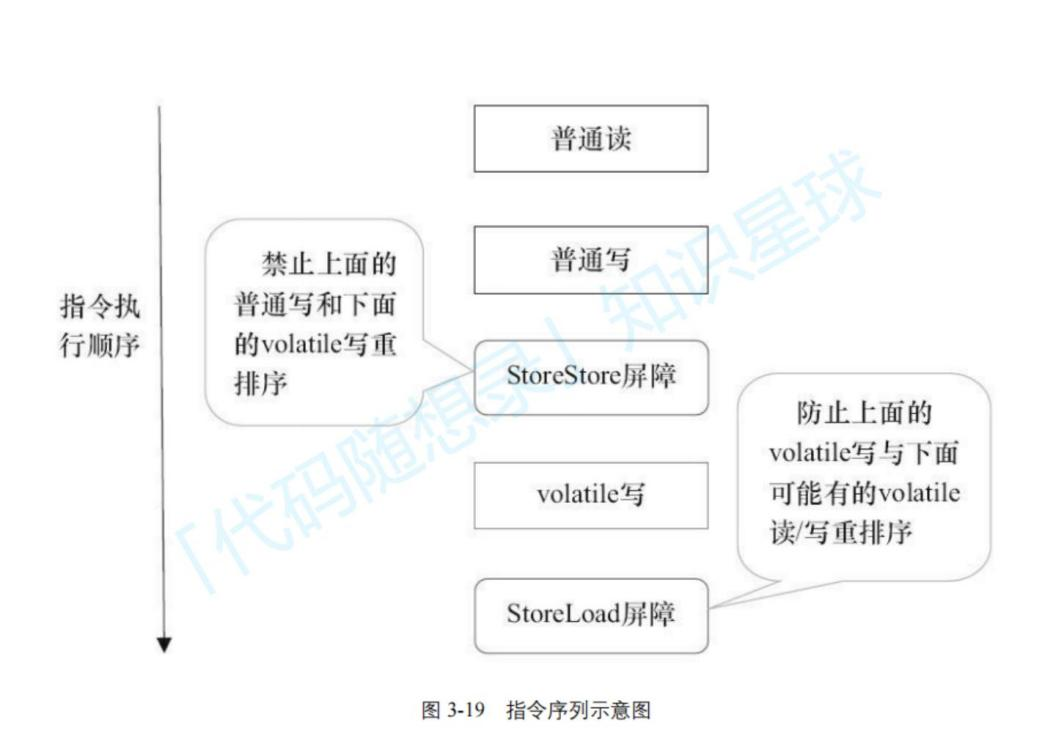 普通读
普通写
禁止上面的
普通写和下面
的volatile写重
排序
指令执
行顺序
StoreStore屏障
防止上面的
volatile写与下面
可能有的volatile
读/写重排序
volatile写
StoreLoad屏障
图 3-19 指令序列示意图
「代码随想录」知识星球